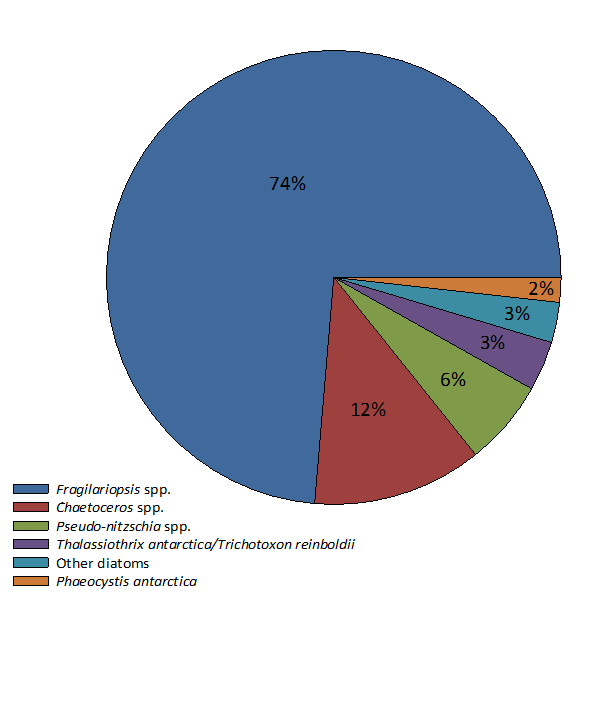 74%
2%
3%
3%
6%
12%
Fragilariopsis spp.
Chaetoceros spp.
Pseudo-nitzschia spp.
Thalassiothrix antarctica/Trichotoxon reinboldii
Other diatoms
Phaeocystis antarctica